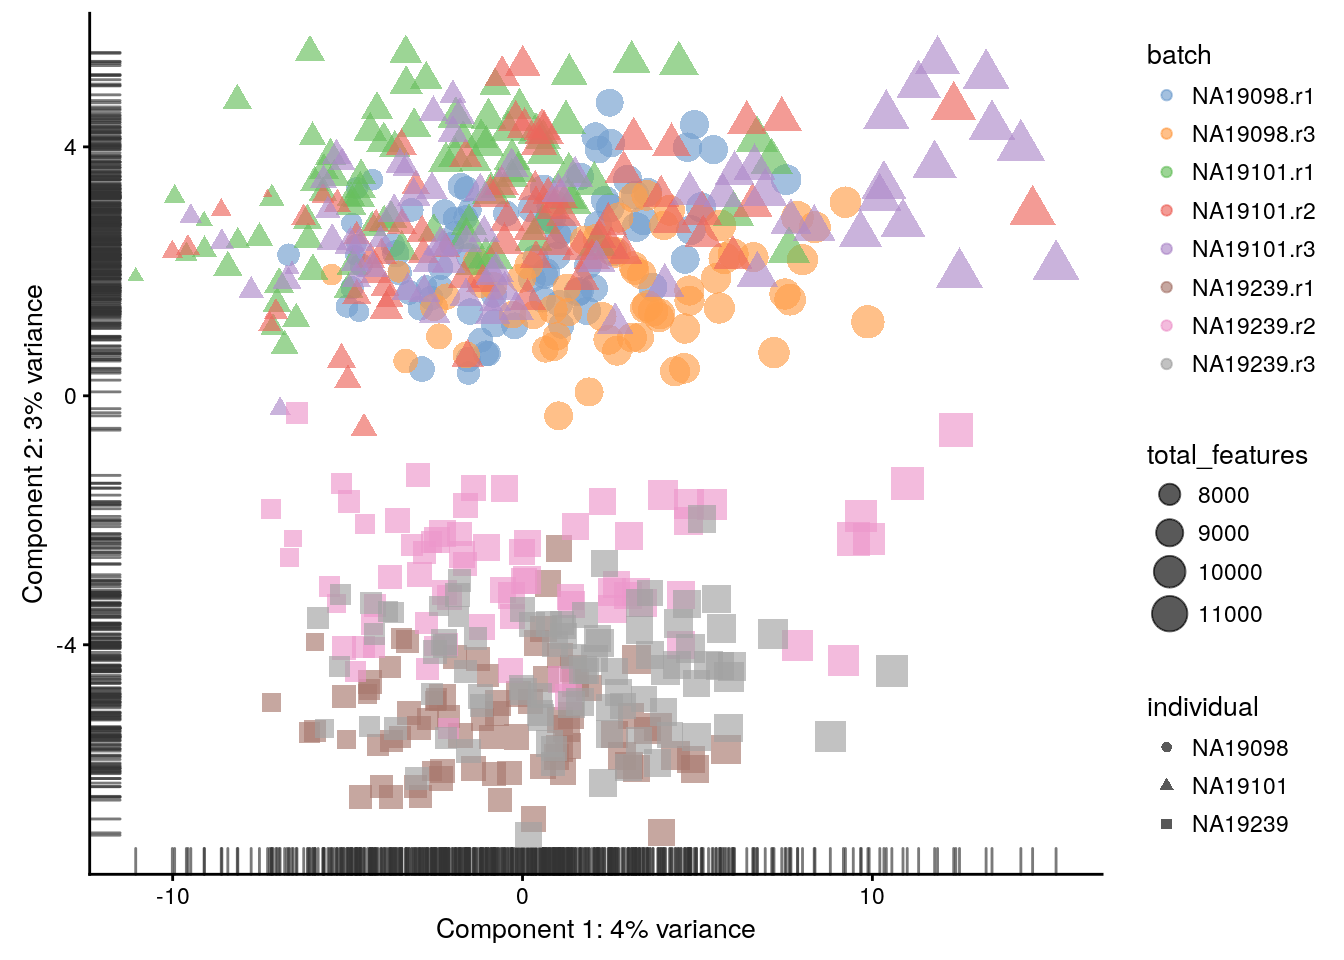 Component 2: 3% variance
4
0
-4
-10
0
10
Component 1: 4% variance
batch
NA19098.r1
NA19098.r3
NA19101.r1
NA19101.r2
NA19101.r3
NA19239.r1
NA19239.r2
NA19239.r3
total_features
8000
9000
10000
11000
individual
NA19098
NA19101
NA19239